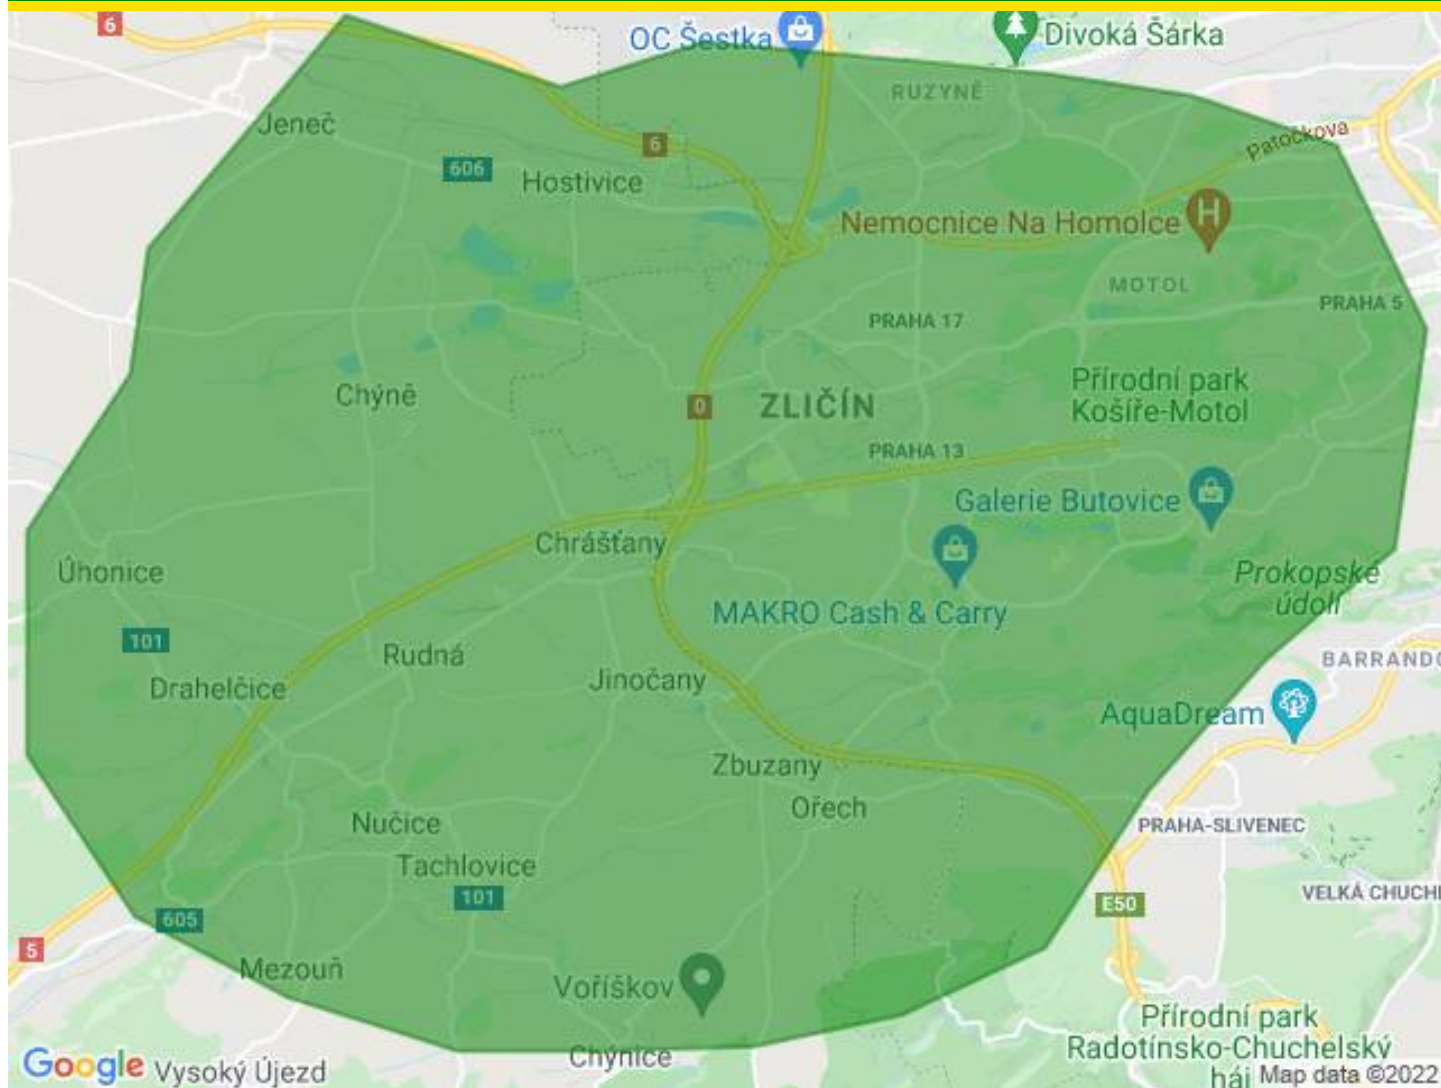 6
OC Šestka
Divoká Šárka
RUZYNĚ
Jeneč
Patočkova
6
606
Hostivice
Nemocnice Na Homolce
H
MOTOL
PRAHA 5
PRAHA 17
Chýně
Přírodní park
Košíře-Motol
0
ZLIČÍN
PRAHA 13
Galerie Butovice
Chrášťany
Úhonice
Prokopské
údolí
MAKRO Cash & Carry
101
Rudná
BARRANDO
Jinočany
Drahelčice
AquaDream
Zbuzany
Ořech
Nučice
PRAHA-SLIVENEC
Tachlovice
101
E50
VELKÁ CHUCHL
605
5
Mezouň
Voříškov
Přírodní park
Radotínsko-Chuchelský
háj
Chýnice
Google
Vysoký Újezd
Map data ©2022